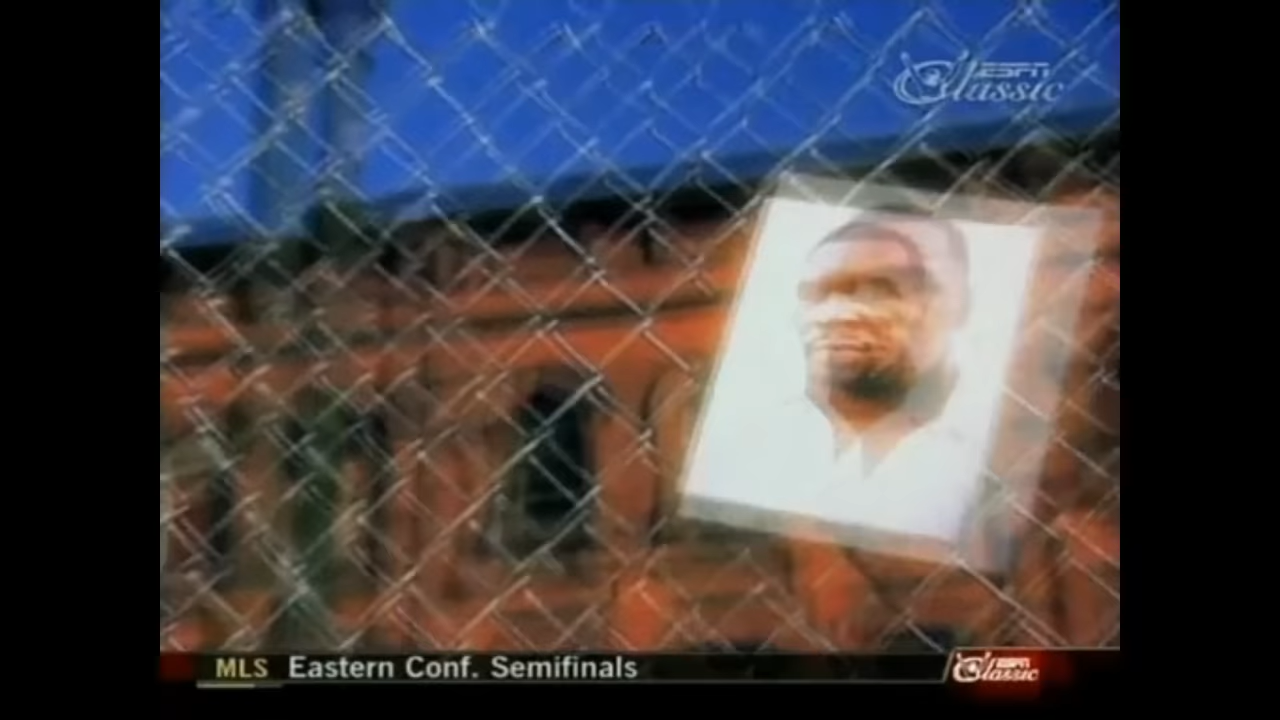 ESPN
Classic
MLS Eastern Conf. Semifinals
ESPN
Classic